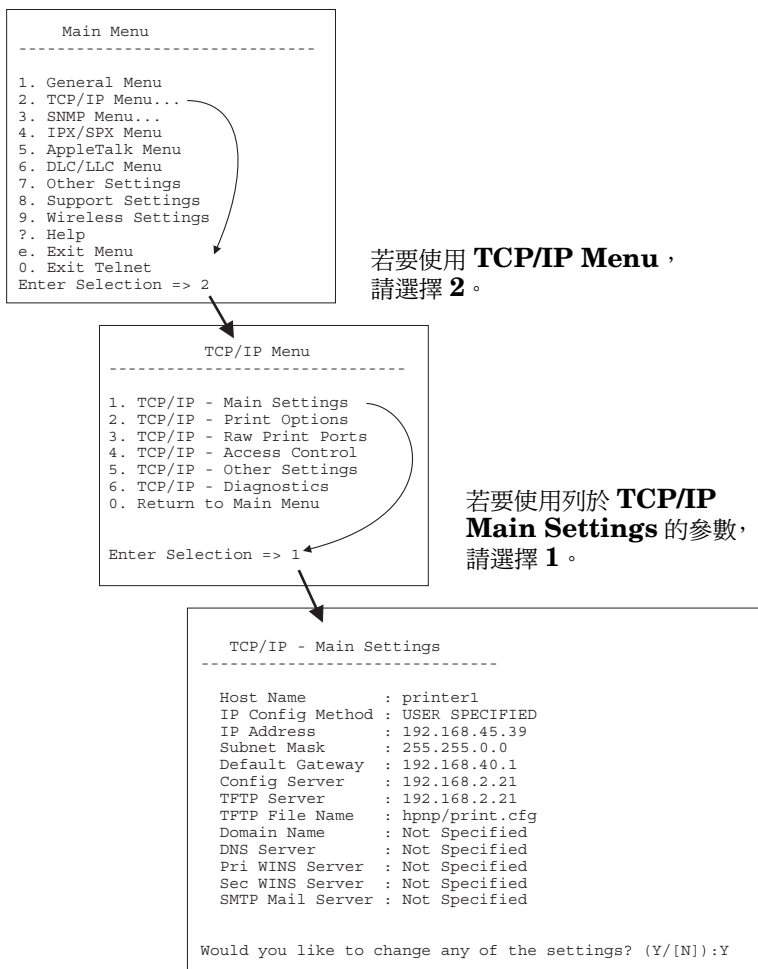 Main Menu
-------------------------------
1. General Menu
2. TCP/IP Menu...
3. SNMP Menu...
4. IPX/SPX Menu
5. AppleTalk Menu
6. DLC/LLC Menu
7. Other Settings
8. Support Settings
9. Wireless Settings
?. Help
e. Exit Menu
0. Exit Telnet
Enter Selection => 2
若要使用 TCP/IP Menu，
請選擇 2。
TCP/IP Menu
-------------------------------
1. TCP/IP - Main Settings
2. TCP/IP - Print Options
3. TCP/IP - Raw Print Ports
4. TCP/IP - Access Control
5. TCP/IP - Other Settings
6. TCP/IP - Diagnostics
0. Return to Main Menu
Enter Selection => 1
若要使用列於 TCP/IP
Main Settings 的參數，
請選擇 1。
TCP/IP - Main Settings
-------------------------------
Host Name : printer1
IP Config Method : USER SPECIFIED
IP Address : 192.168.45.39
Subnet Mask : 255.255.0.0
Default Gateway : 192.168.40.1
Config Server : 192.168.2.21
TFTP Server : 192.168.2.21
TFTP File Name : hpnp/print.cfg
Domain Name : Not Specified
DNS Server : Not Specified
Pri WINS Server : Not Specified
Sec WINS Server : Not Specified
SMTP Mail Server : Not Specified
Would you like to change any of the settings? (Y/[N]):Y